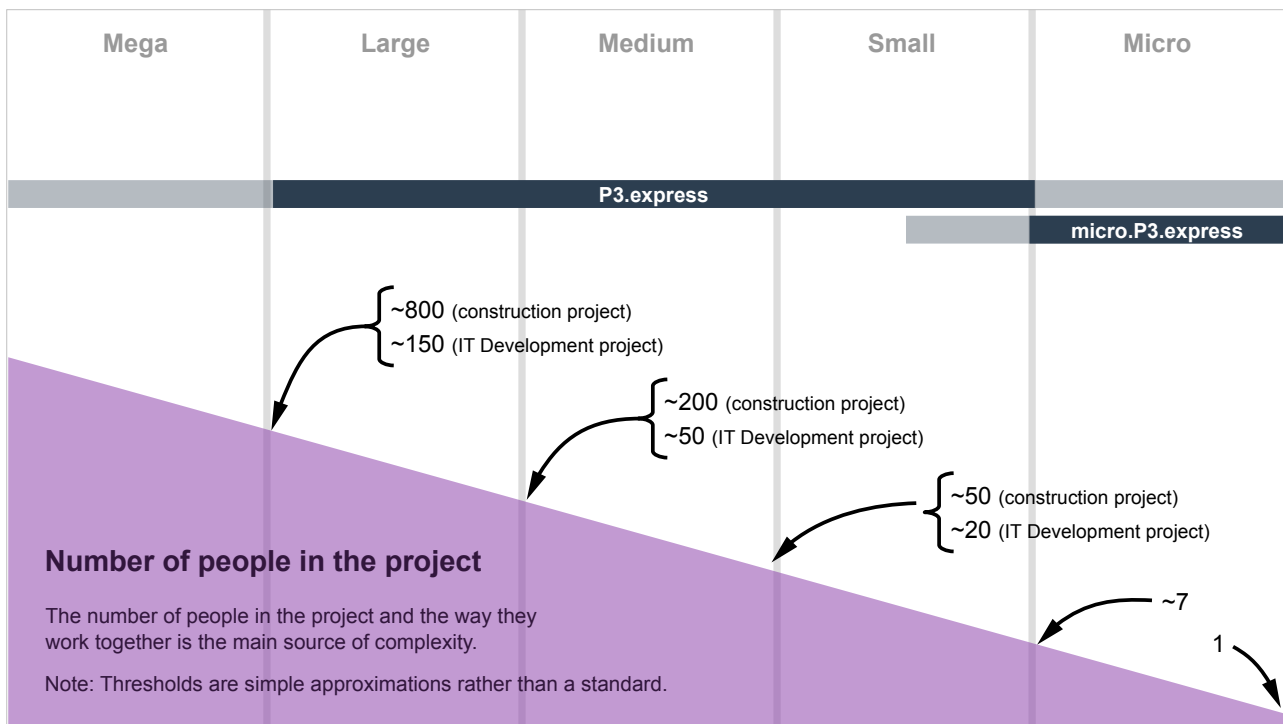 Mega
Large
Medium
Small
Micro
P3.express
micro.P3.express
~800 (construction project)
~150 (IT Development project)
~200 (construction project)
~50 (IT Development project)
~50 (construction project)
~20 (IT Development project)
~7
1
Number of people in the project
The number of people in the project and the way they
work together is the main source of complexity.
Note: Thresholds are simple approximations rather than a standard.